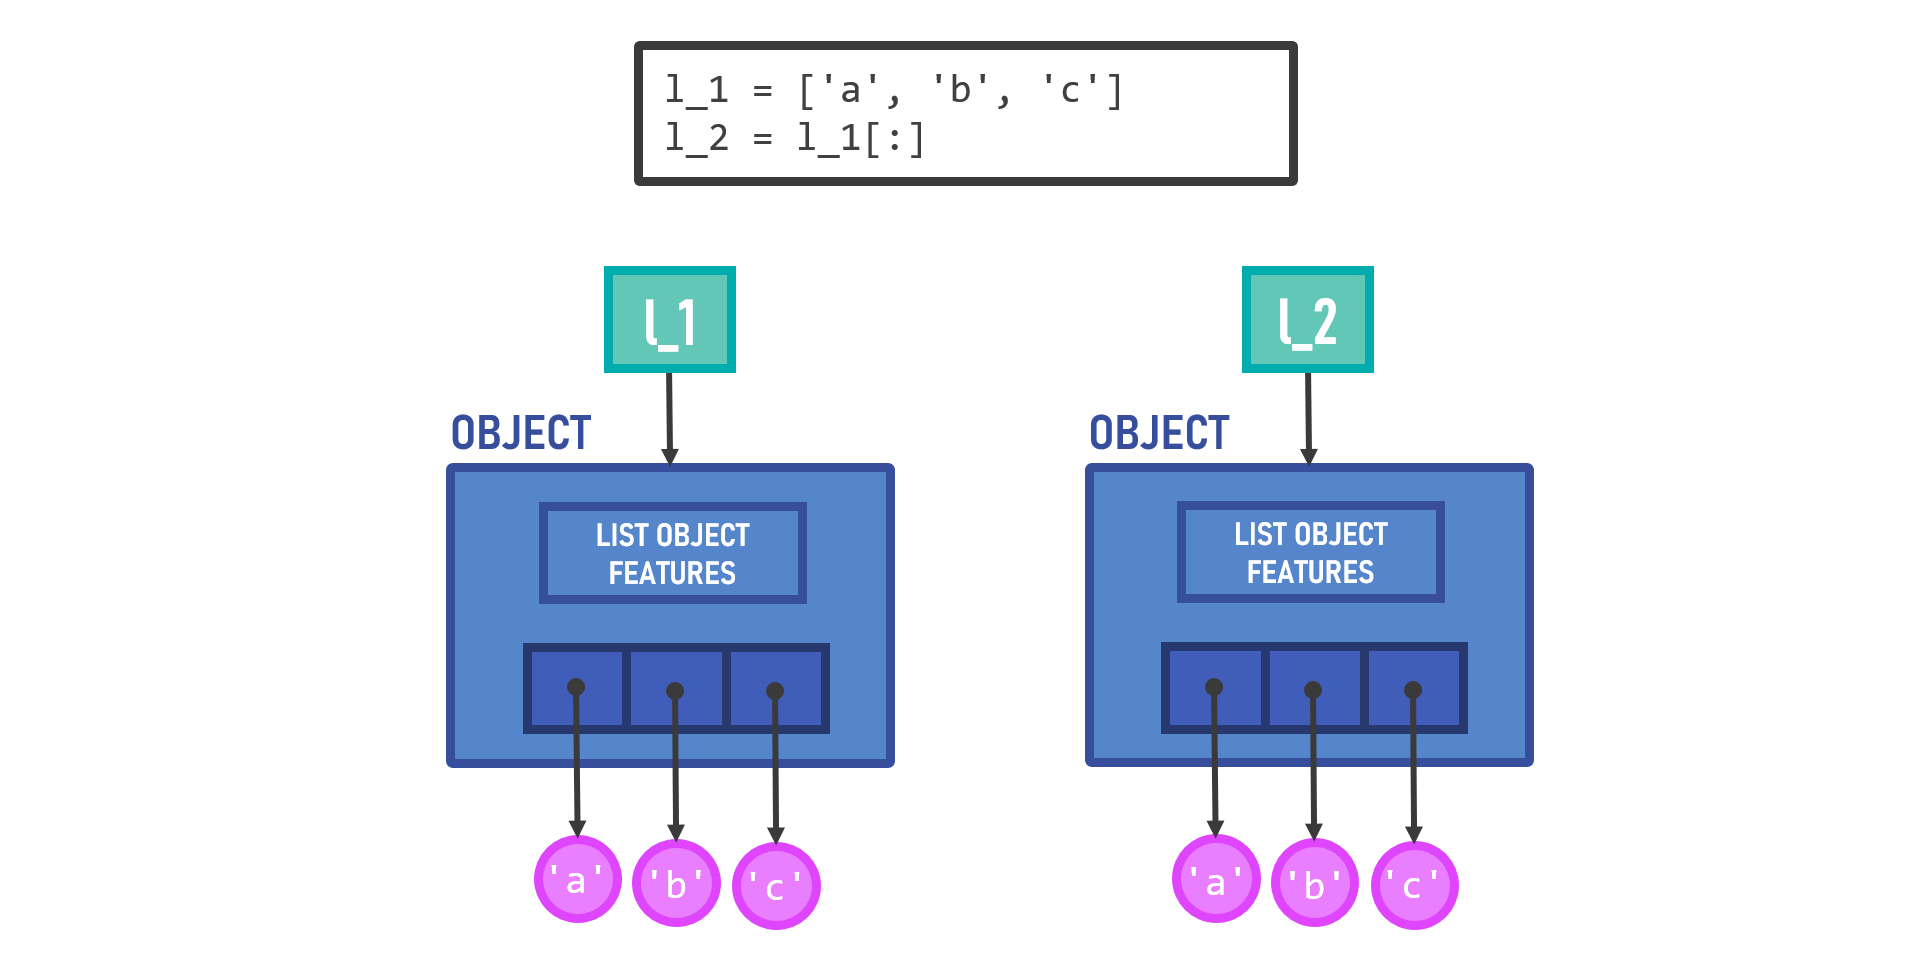 l_1 = ['a', 'b', 'c']
l_2 = l_1[:]
l_1
l_2
OBJECT
OBJECT
LIST OBJECT
FEATURES
LIST OBJECT
FEATURES
'a' 'b' 'c'
'a' 'b' 'c'